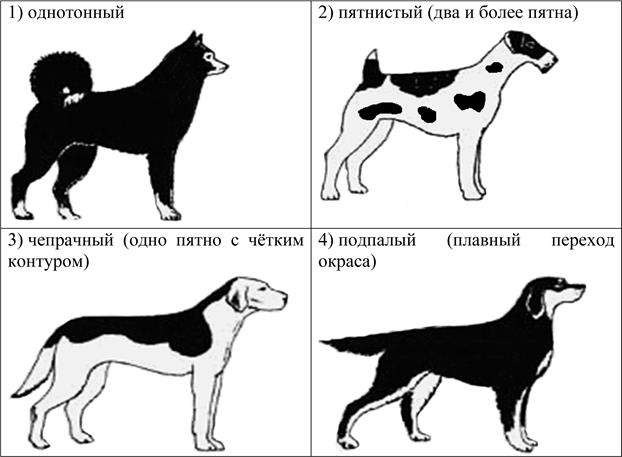 1) однотонный
2) пятнистый (два и более пятна)
3) чепрачный (одно пятно с чётким
контуром)
4) подпалый (плавный переход
окраса)